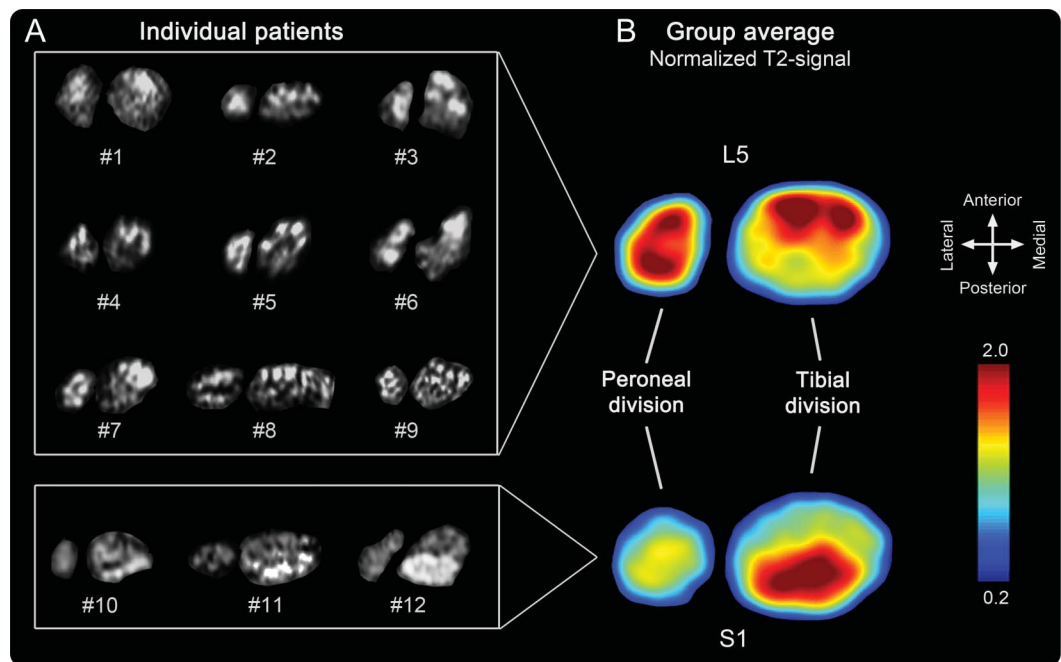 A
Individual patients
#1
#2
#3
#4
#5
#6
#7
#8
#9
#10
#11
#12
B
Group average
Normalized T2-signal
L5
Anterior
Lateral
Medial
Posterior
Peroneal
division
Tibial
division
2.0
0.2
S1